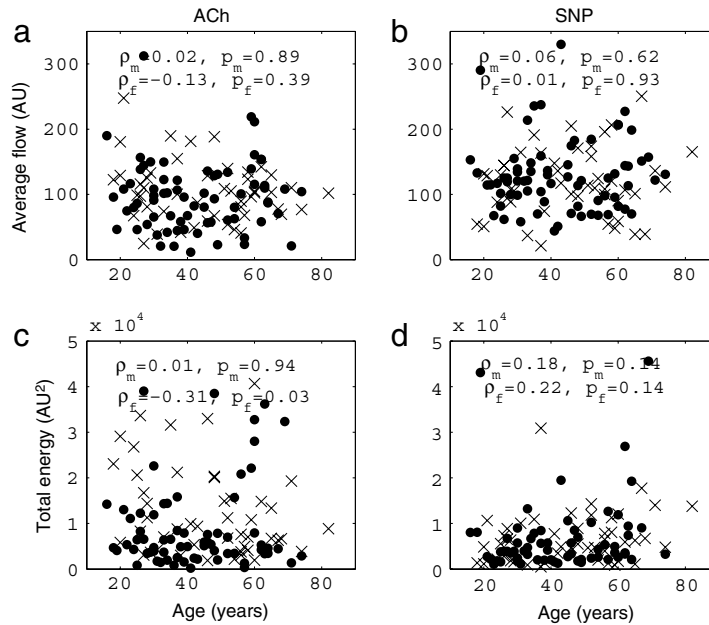 ACh
SNP
a
b
ρm=0.02, pm=0.89
ρf=−0.13, pf=0.39
ρm=0.06, pm=0.62
ρf=0.01, pf=0.93
Average flow (AU)
300
200
100
0
20 40 60 80
300
200
100
0
20 40 60 80
c
d
x 10^4
x 10^4
ρm=0.01, pm=0.94
ρf=−0.31, pf=0.03
ρm=0.18, pm=0.14
ρf=0.22, pf=0.14
Total energy (AU²)
5
4
3
2
1
0
20 40 60 80
5
4
3
2
1
0
20 40 60 80
Age (years)
Age (years)